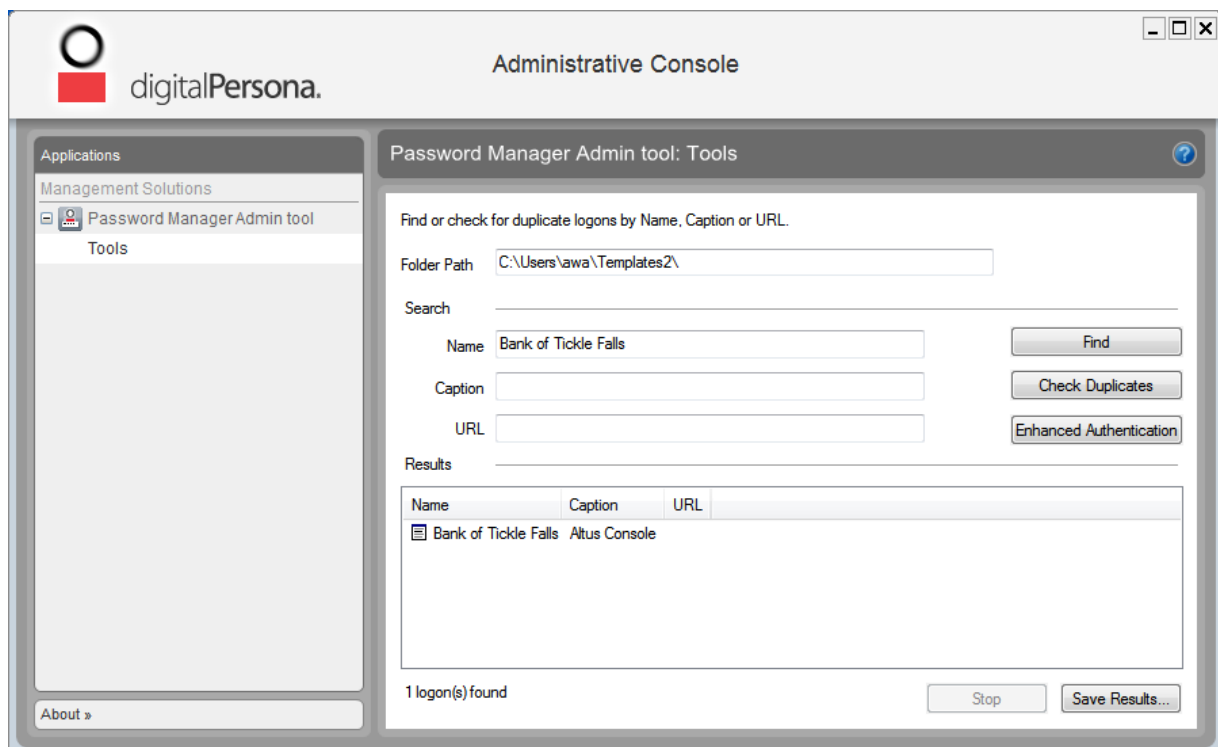 digitalPersona.
Administrative Console
Applications
Management Solutions
Password Manager Admin tool
Tools
About »
Password Manager Admin tool: Tools
?
Find or check for duplicate logons by Name, Caption or URL.
Folder Path C:\Users\awa\Templates2\
Search
Name Bank of Tickle Falls Find
Caption Check Duplicates
URL Enhanced Authentication
Results
Name Caption URL
Bank of Tickle Falls Altus Console
1 logon(s) found Stop Save Results...